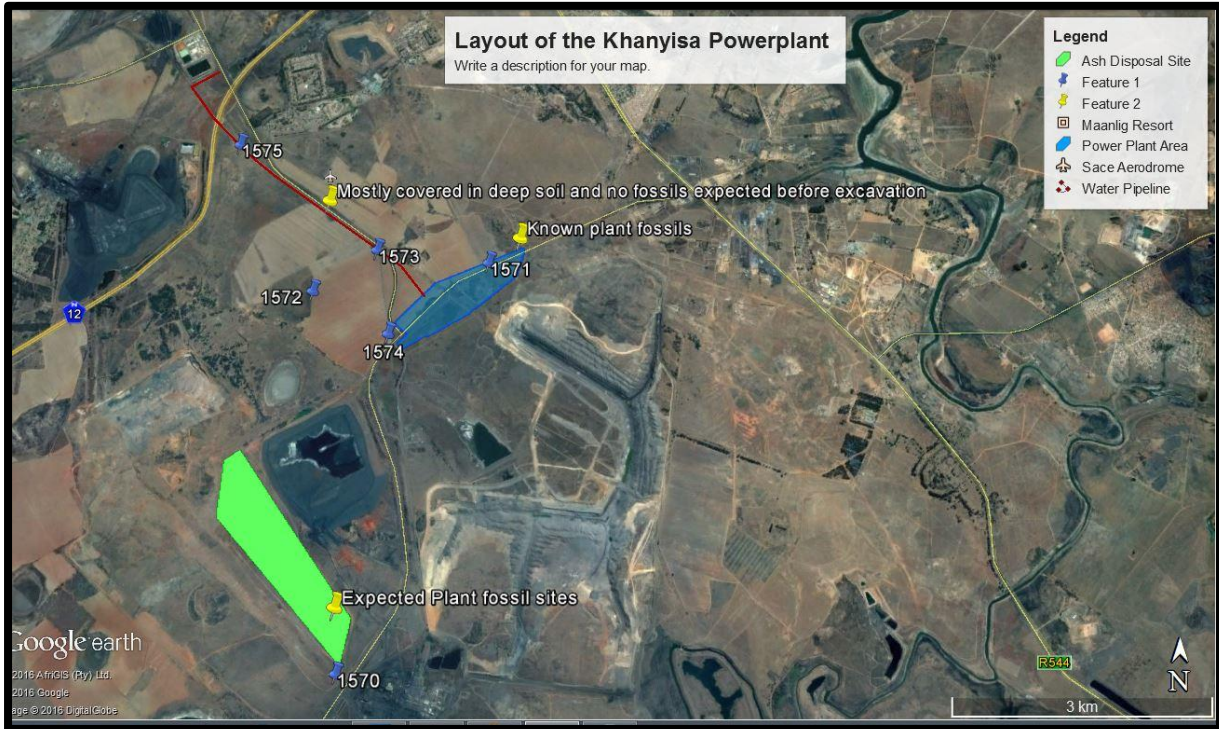 Layout of the Khanyisa Powerplant
Write a description for your map.
Legend
Ash Disposal Site
Feature 1
Feature 2
Maanlig Resort
Power Plant Area
Sace Aerodrome
Water Pipeline
1575
Mostly covered in deep soil and no fossils expected before excavation
Known plant fossils
1573
1571
1572
N
12
1574
Expected Plant fossil sites
Google earth
2016 AfriGIS (Pty) Ltd.
2016 Google
age © 2016 DigitalGlobe
1570
R544
N
3 km